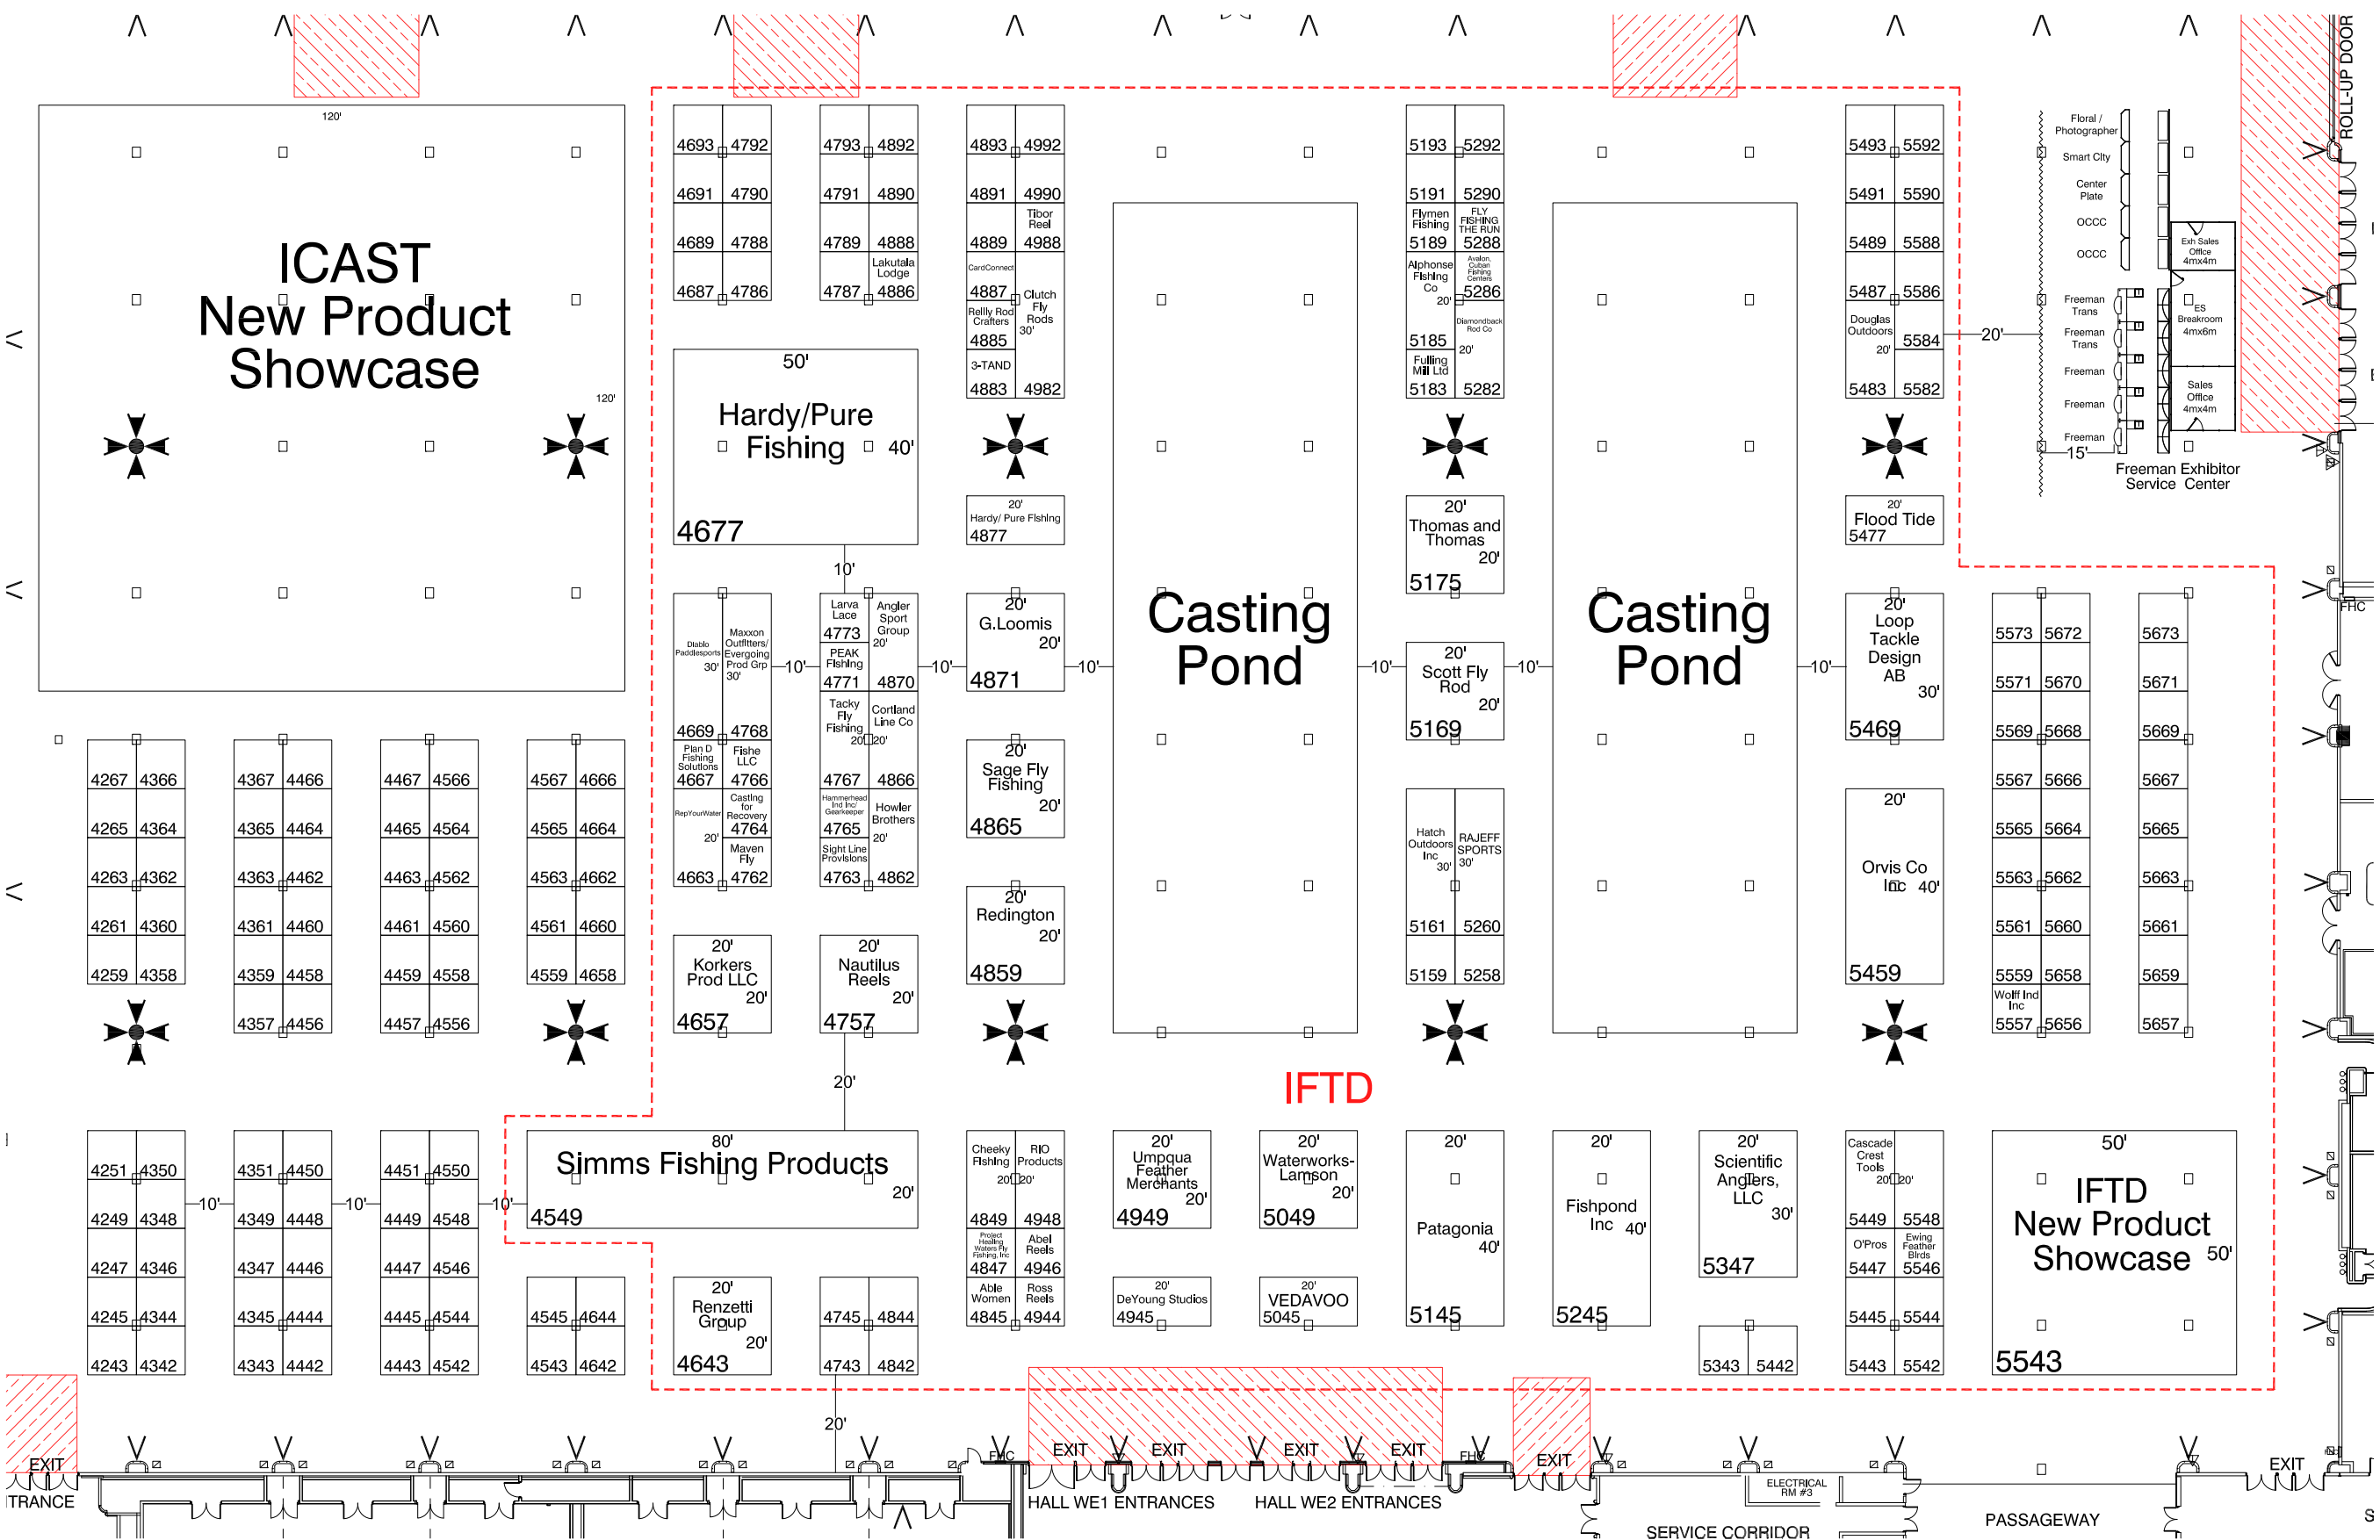 120'
ICAST
New Product
Showcase
120'
4693 4792
4691 4790
4689 4788
4687 4786
4793 4892
4791 4890
4789 4888
Lakutala
Lodge
4787 4886
4893 4992
4891 4990
Tibor
Reel
4889 4988
CardConnect
4887
Clutch
Fly
Rods
30'
Reilly Rod
Crafters
4885
3-TAND
4883 4982
5193 5292
5191 5290
Flymen
Fishing
5189
FLY
FISHING
THE RUN
5288
Alphonse
Fishing
Co
20'
5185
Avalon,
Cuban
Fishing
Centers
5286
Diamondback
Rod Co
20'
Fulling
Mill Ltd
5183 5282
5493 5592
5491 5590
5489 5588
5487 5586
Douglas
Outdoors
20'
5584
5483 5582
20'
Floral /
Photographer
Smart City
Center
Plate
OCCC
OCCC
Freeman
Trans
Freeman
Trans
Freeman
Freeman
Freeman
15'
Exh Sales
Office
4mx4m
ES
Breakroom
4mx6m
Sales
Office
4mx4m
Freeman Exhibitor
Service Center
ROLL-UP DOOR
FHC
50'
Hardy/Pure
Fishing
40'
4677
10'
20'
Hardy/ Pure Fishing
4877
20'
Thomas and
Thomas
20'
5175
20'
Flood Tide
5477
Diablo
Paddlesports
30'
4669
Maxxon
Outfitters/
Evergoing
Prod Grp
30'
4768
10'
Larva
Lace
4773
PEAK
Fishing
4771
Angler
Sport
Group
20'
4870
10'
20'
G.Loomis
20'
4871
10'
Casting
Pond
10'
20'
Scott Fly
Rod
20'
5169
10'
Casting
Pond
10'
20'
Loop
Tackle
Design
AB
30'
5469
5573 5672
5571 5670
5569 5668
5567 5666
5565 5664
5563 5662
5561 5660
5559 5658
Wolff Ind
Inc
5557 5656
5673
5671
5669
5667
5665
5663
5661
5659
5657
Tacky
Fly
Fishing
20'
4767
Cortland
Line Co
20'
4866
Plan D
Fishing
Solutions
4667
Fishe
LLC
4766
RepYourWater
20'
4663
Casting
for
Recovery
4764
Maven
Fly
4762
Hammerhead
Ind Inc/
Gearkeeper
4765
Howler
Brothers
20'
4862
Sight Line
Provisions
4763
20'
Sage Fly
Fishing
20'
4865
20'
Redington
20'
4859
Hatch
Outdoors
Inc
30'
5161
RAJEFF
SPORTS
30'
5260
5159 5258
20'
Orvis Co
Inc 40'
5459
4267 4366
4265 4364
4263 4362
4261 4360
4259 4358
4367 4466
4365 4464
4363 4462
4361 4460
4359 4458
4357 4456
4467 4566
4465 4564
4463 4562
4461 4560
4459 4558
4457 4556
4567 4666
4565 4664
4563 4662
4561 4660
4559 4658
20'
Korkers
Prod LLC
20'
4657
20'
Nautilus
Reels
20'
4757
20'
IFTD
4251 4350
4249 4348
4247 4346
4245 4344
4243 4342
10'
4351 4450
4349 4448
4347 4446
4345 4444
4343 4442
10'
4451 4550
4449 4548
4447 4546
4445 4544
4443 4542
10'
80'
Simms Fishing Products
20'
4549
4545 4644
4543 4642
20'
Renzetti
Group
20'
4643
4745 4844
4743 4842
20'
Cheeky
Fishing
20'
4849
RIO
Products
20'
4948
Project
Healing
Waters Fly
Fishing, Inc
4847
Abel
Reels
4946
Able
Women
4845
Ross
Reels
4944
20'
Umpqua
Feather
Merchants
20'
4949
20'
DeYoung Studios
4945
20'
Waterworks-
Lamson
20'
5049
20'
VEDAVOO
5045
20'
Patagonia
40'
5145
20'
Fishpond
Inc 40'
5245
20'
Scientific
Anglers,
LLC
30'
5347
5343 5442
Cascade
Crest
Tools
20' 20'
5449 5548
O'Pros
5447
Ewing
Feather
Birds
5546
5445 5544
5443 5542
50'
IFTD
New Product
Showcase 50'
5543
EXIT
TRANCE
FHC
EXIT
EXIT
EXIT
EXIT
FHC
EXIT
HALL WE1 ENTRANCES
HALL WE2 ENTRANCES
ELECTRICAL
RM #3
SERVICE CORRIDOR
PASSAGEWAY
EXIT